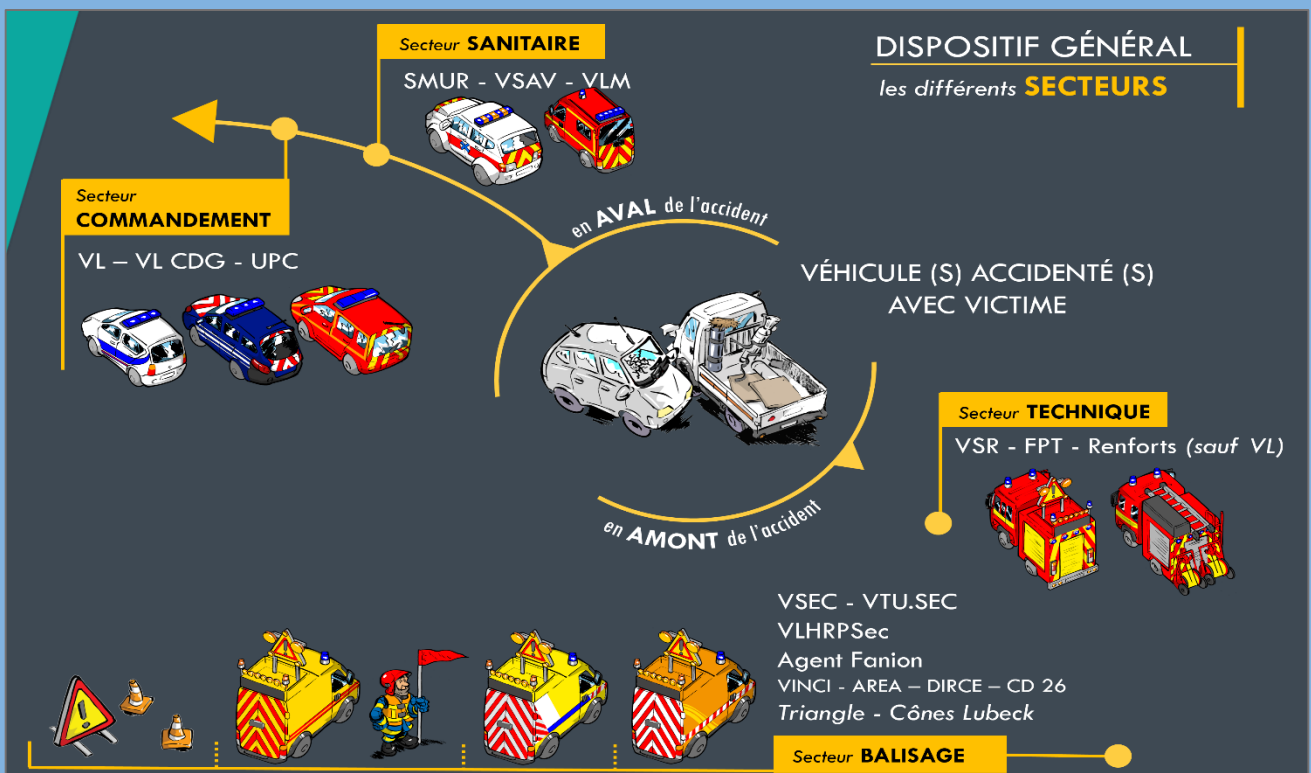 DISPOSITIF GÉNÉRAL
les différents SECTEURS
Secteur SANITAIRE
SMUR - VSAV - VLM
Secteur
COMMANDEMENT
VL – VL CDG - UPC
en AVAL de l'accident
VÉHICULE (S) ACCIDENTÉ (S)
AVEC VICTIME
Secteur TECHNIQUE
VSR - FPT - Renforts (sauf VL)
en AMONT de l'accident
VSEC - VTU.SEC
VLHRPSec
Agent Fanion
VINCI - AREA – DIRCE – CD 26
Triangle - Cônes Lubeck
Secteur BALISAGE